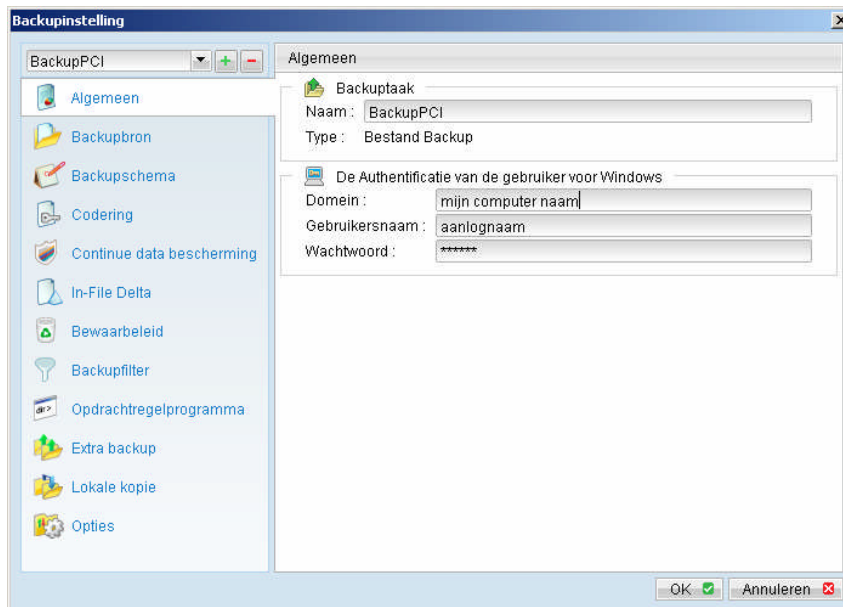 Backupinstelling
BackupPCI
Algemeen
Backupbron
Backupschema
Codering
Continue data bescherming
In-File Delta
Bewaarbeleid
Backupfilter
dir>
Opdrachtregelprogramma
Extra backup
Lokale kopie
Opties
Algemeen
Backuptaak
Naam : BackupPCI
Type : Bestand Backup
De Authentificatie van de gebruiker voor Windows
Domein : mijn computer naam
Gebruikersnaam : aanlognaam
Wachtwoord : ******
OK
Annuleren